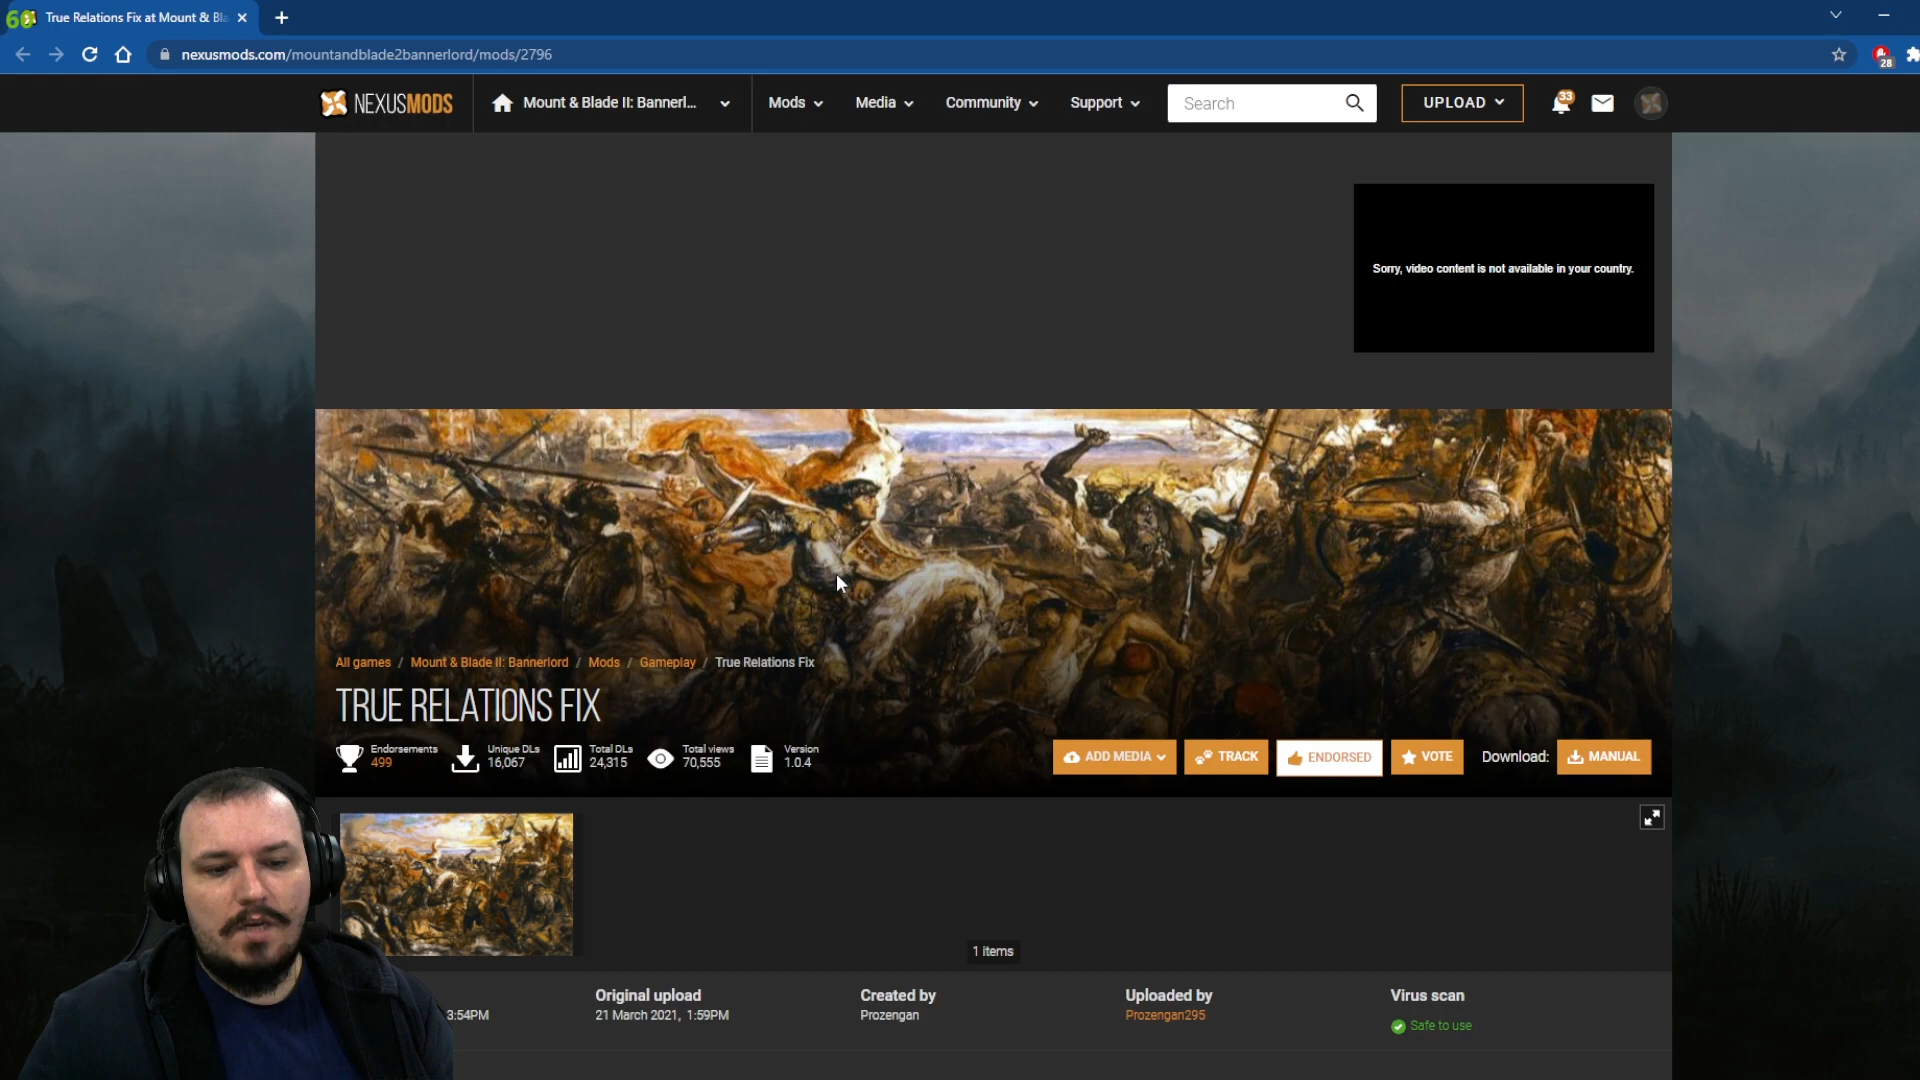 60
True Relations Fix at Mount & Bla
nexusmods.com/mountandblade2bannerlord/mods/2796
28
NEXUSMODS
Mount & Blade II: Bannerl...
Mods
Media
Community
Support
Search
UPLOAD
33
Sorry, video content is not available in your country.
All games / Mount & Blade II: Bannerlord / Mods / Gameplay / True Relations Fix
TRUE RELATIONS FIX
Endorsements
499
Unique DLs
16,067
Total DLs
24,315
Total views
70,555
Version
1.0.4
ADD MEDIA
TRACK
ENDORSED
VOTE
Download:
MANUAL
1 items
3:54PM
Original upload
21 March 2021, 1:59PM
Created by
Prozengan
Uploaded by
Prozengan295
Virus scan
Safe to use